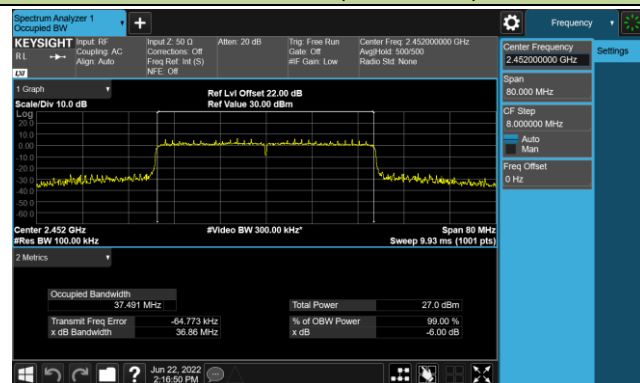 Spectrum Analyzer 1
Occupied BW
Frequency
KEYSIGHT
Input: RF
Input Z: 50 Ω
Atten: 20 dB
Trig: Free Run
Center Freq: 2.452000000 GHz
RL
Coupling: AC
Corrections: Off
Gate: Off
Avg|Hold: 500/500
Align: Auto
Freq Ref: Int (S)
#IF Gain: Low
Radio Std: None
NFE: Off
LXI
Center Frequency
2.452000000 GHz
Settings
Span
80.000 MHz
CF Step
8.000000 MHz
Auto
Man
Freq Offset
0 Hz
1 Graph
Ref Lvl Offset 22.00 dB
Scale/Div 10.0 dB
Ref Value 30.00 dBm
Log
20.0
10.0
0.00
-10.0
-20.0
-30.0
-40.0
-50.0
-60.0
Center 2.452 GHz
#Video BW 300.00 kHz*
Span 80 MHz
#Res BW 100.00 kHz
Sweep 9.93 ms (1001 pts)
2 Metrics
Occupied Bandwidth
37.491 MHz
Total Power
27.0 dBm
Transmit Freq Error
-64.773 kHz
% of OBW Power
99.00 %
x dB Bandwidth
36.86 MHz
x dB
-6.00 dB
?
Jun 22, 2022
2:16:50 PM